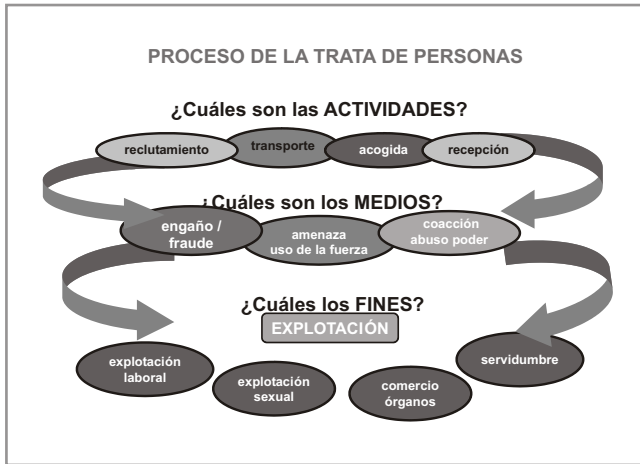 PROCESO DE LA TRATA DE PERSONAS
¿Cuáles son las ACTIVIDADES?
reclutamiento
transporte
acogida
recepción
¿Cuáles son los MEDIOS?
engaño /
fraude
amenaza
uso de la fuerza
coacción
abuso poder
¿Cuáles los FINES?
EXPLOTACIÓN
explotación
laboral
explotación
sexual
comercio
órganos
servidumbre